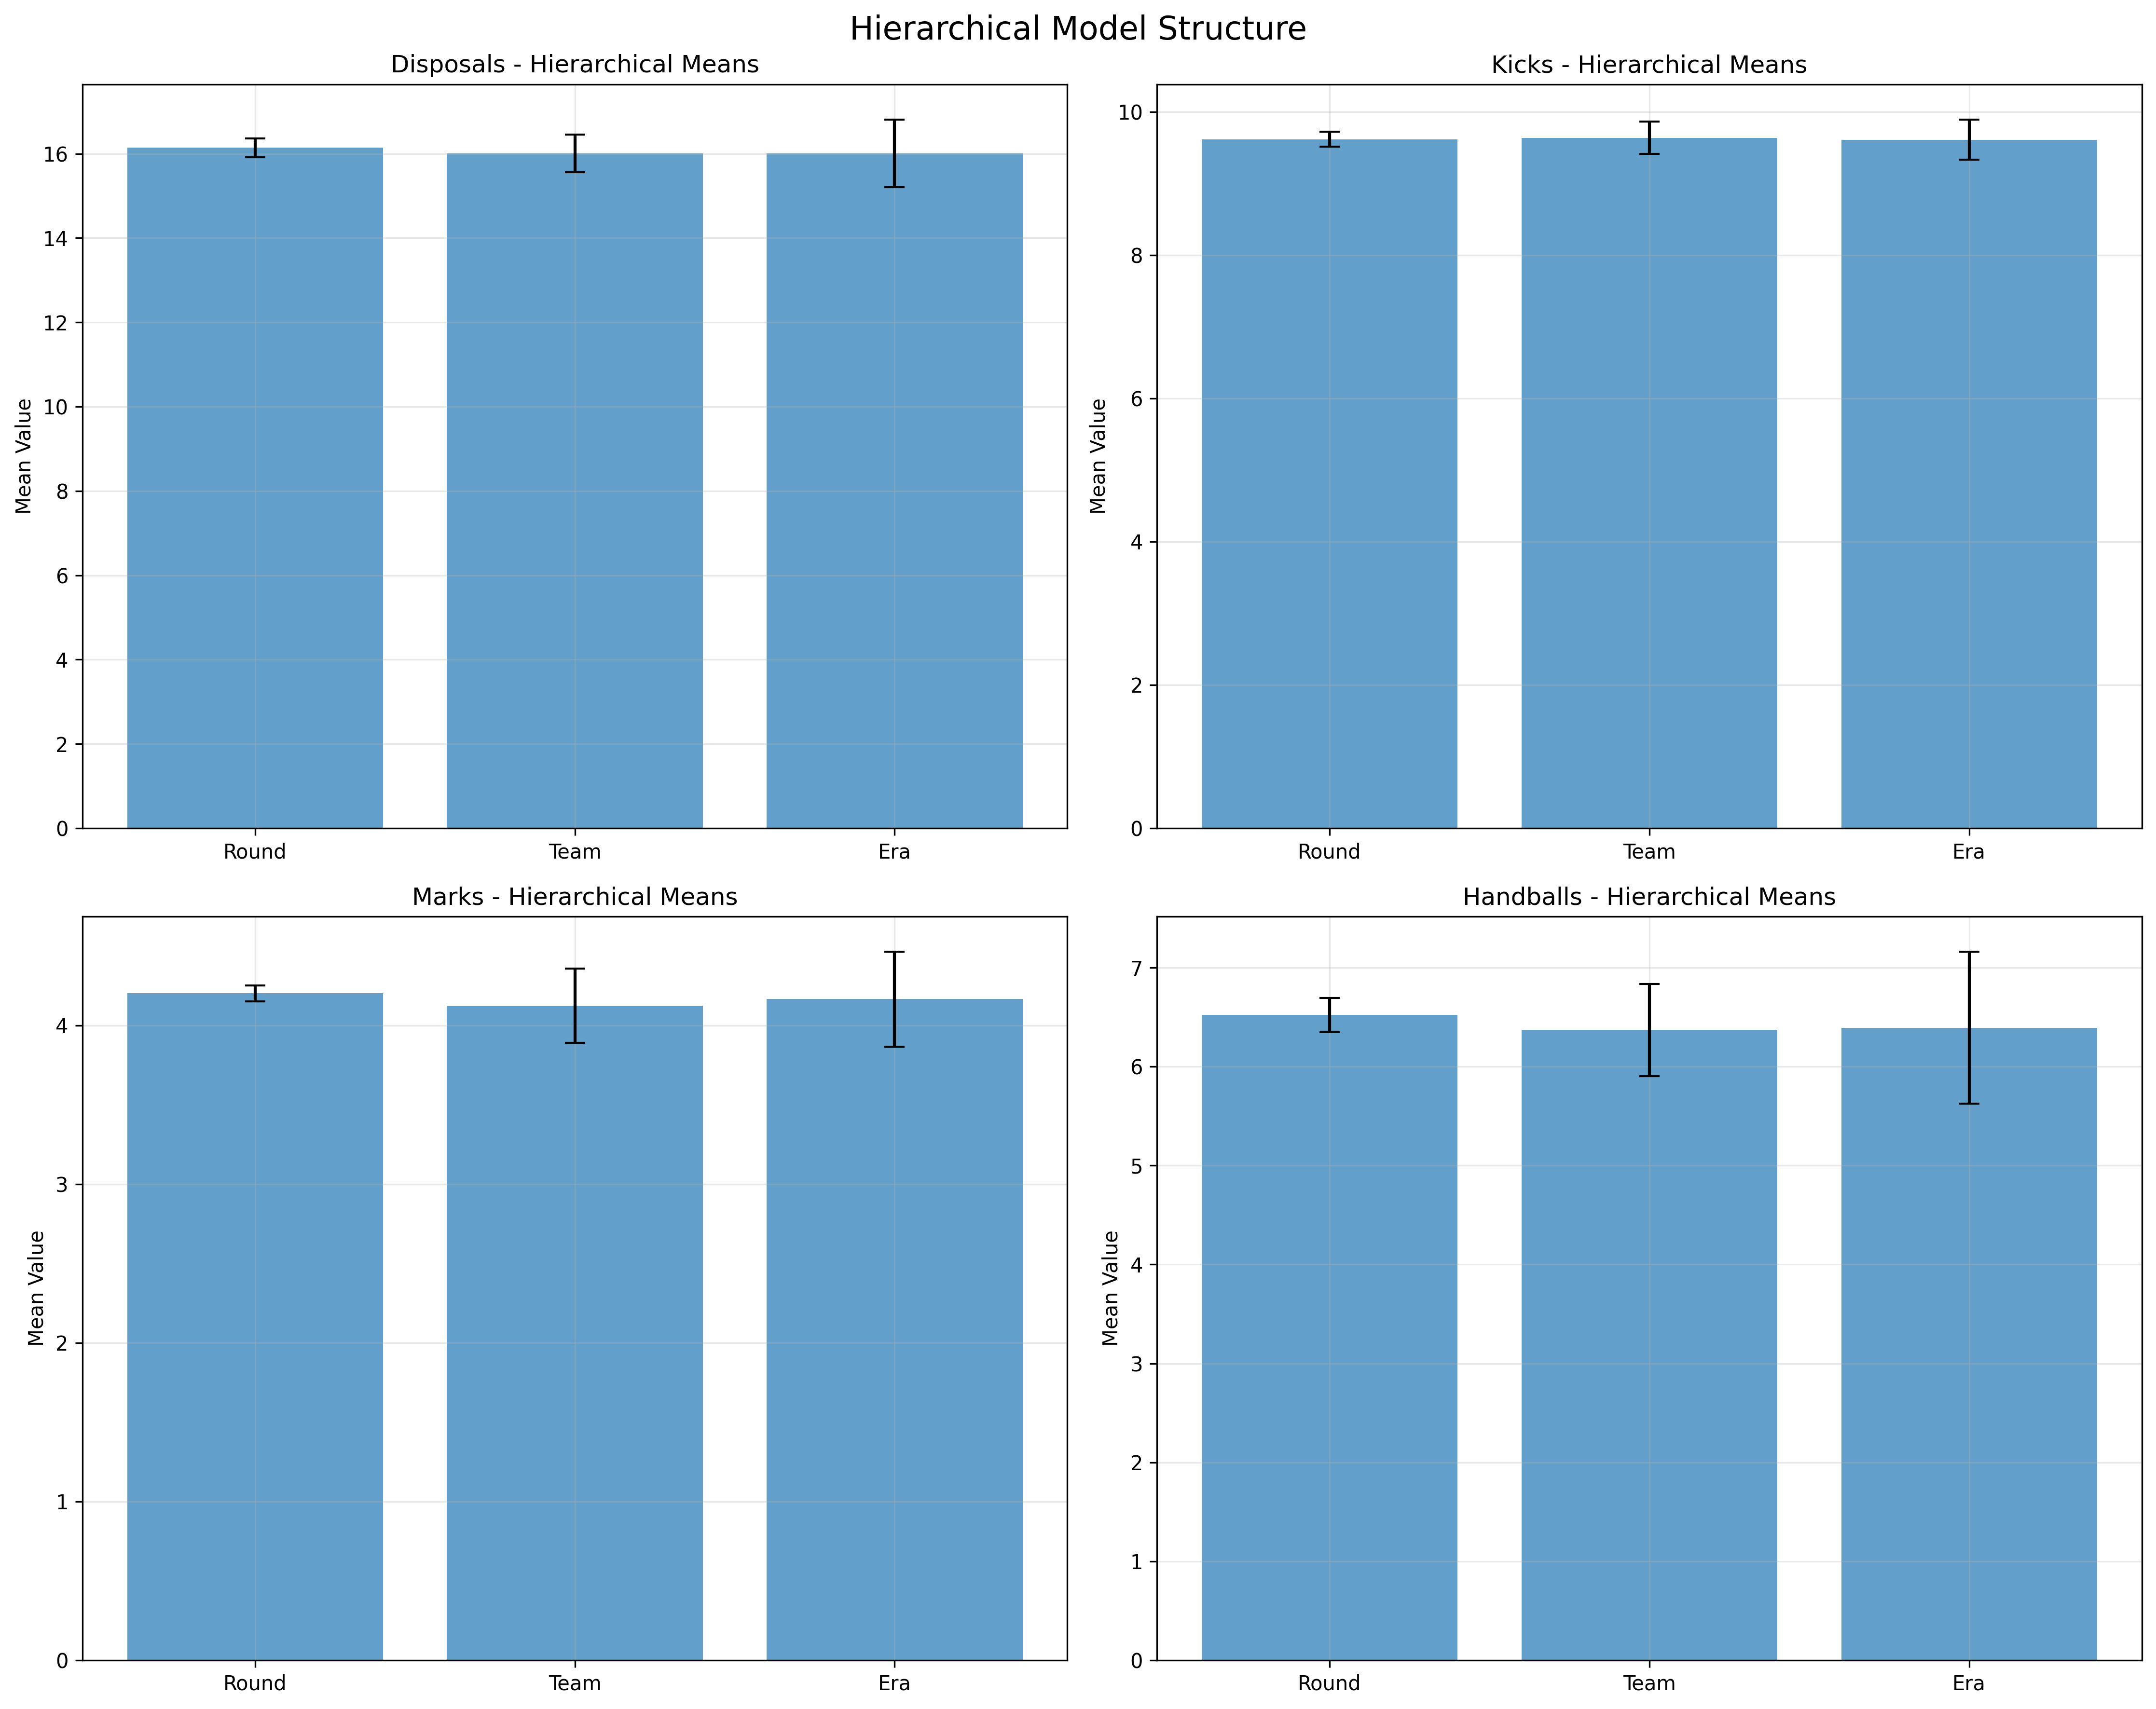 Hierarchical Model Structure
Disposals - Hierarchical Means
Mean Value
16
14
12
10
8
6
4
2
0
Round Team Era
Kicks - Hierarchical Means
Mean Value
10
8
6
4
2
0
Round Team Era
Marks - Hierarchical Means
Mean Value
4
3
2
1
0
Round Team Era
Handballs - Hierarchical Means
Mean Value
7
6
5
4
3
2
1
0
Round Team Era